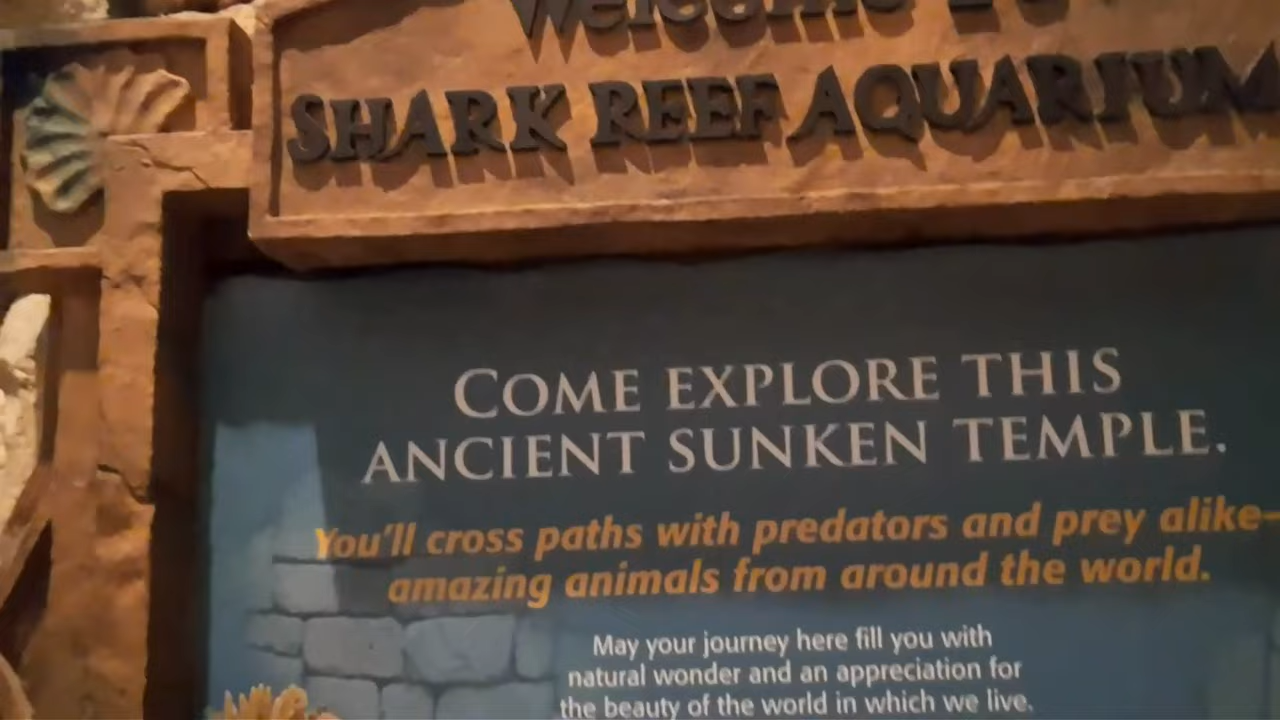 Welcome To
SHARK REEF AQUARIUM
COME EXPLORE THIS
ANCIENT SUNKEN TEMPLE.
You'll cross paths with predators and prey alike–
amazing animals from around the world.
May your journey here fill you with
natural wonder and an appreciation for
the beauty of the world in which we live.